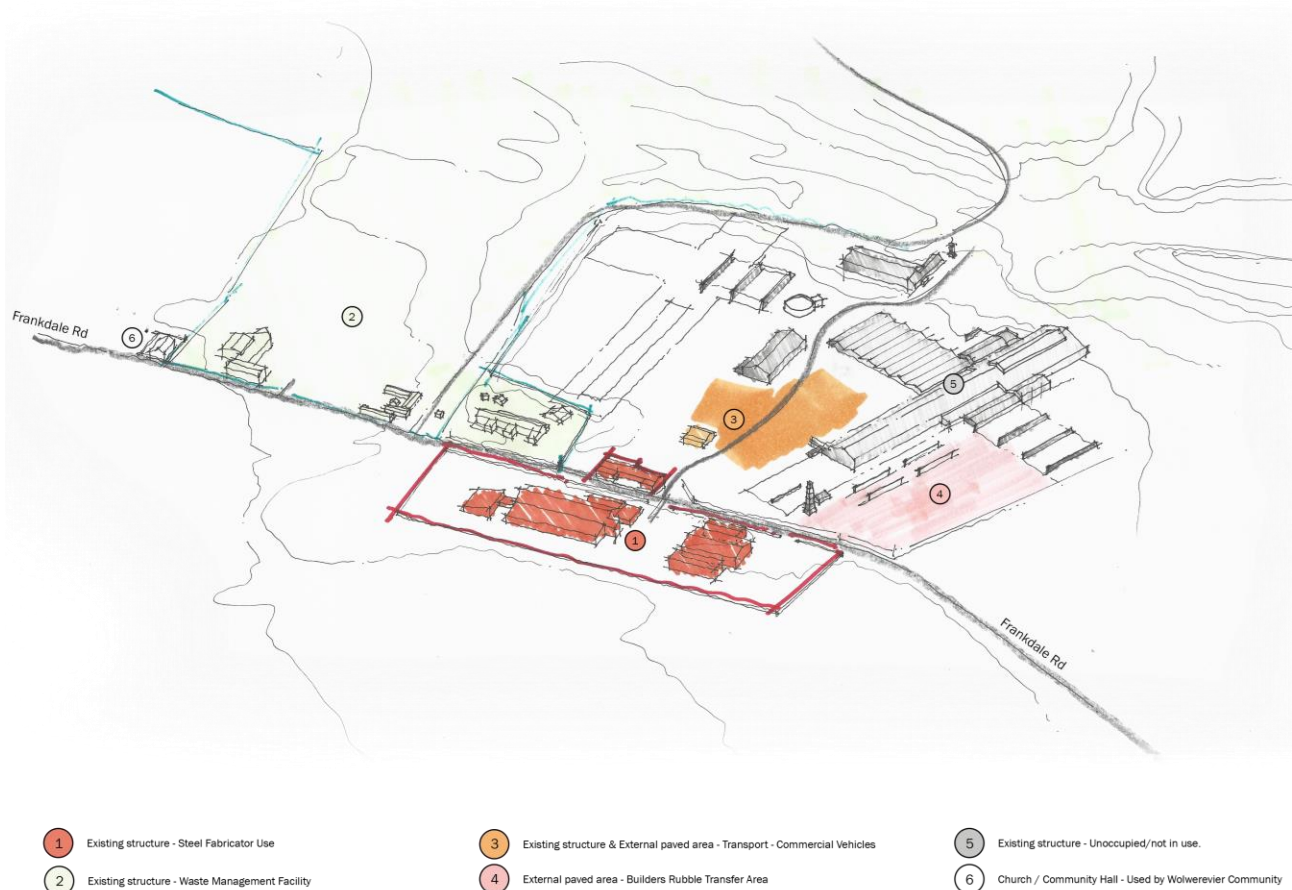 Frankdale Rd
6
2
5
3
4
1
Frankdale Rd
1 Existing structure - Steel Fabricator Use
2 Existing structure - Waste Management Facility
3 Existing structure & External paved area - Transport - Commercial Vehicles
4 External paved area - Builders Rubble Transfer Area
5 Existing structure - Unoccupied/not in use.
6 Church / Community Hall - Used by Wolwerevier Community